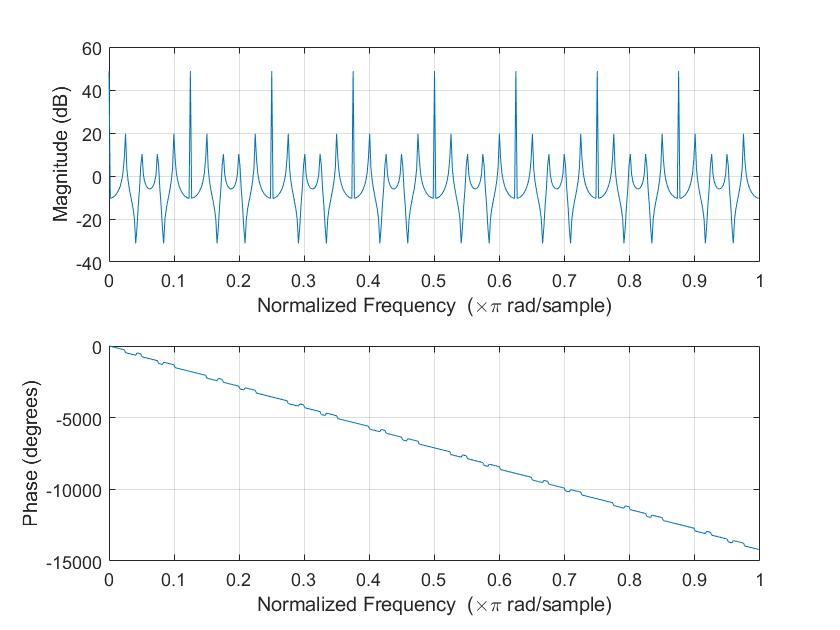 60
40
20
0
-20
-40
Magnitude (dB)
0 0.1 0.2 0.3 0.4 0.5 0.6 0.7 0.8 0.9 1
Normalized Frequency (×π rad/sample)
0
-5000
-10000
-15000
Phase (degrees)
0 0.1 0.2 0.3 0.4 0.5 0.6 0.7 0.8 0.9 1
Normalized Frequency (×π rad/sample)